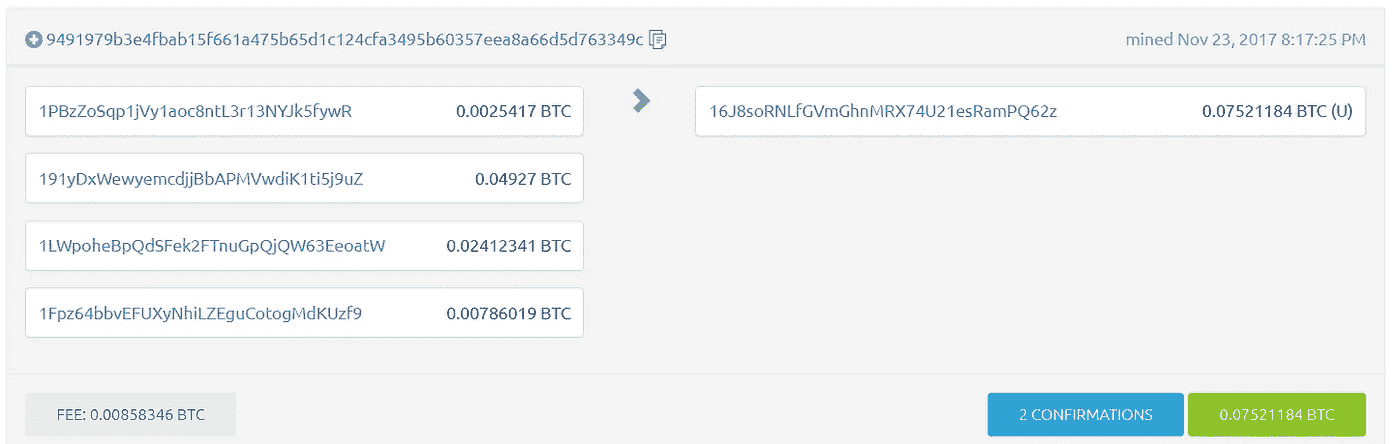 9491979b3e4fbab15f661a475b65d1c124cfa3495b60357eea8a66d5d763349c
mined Nov 23, 2017 8:17:25 PM
1PBzZoSqp1jVy1aoc8ntL3r13NYJk5fywR 0.0025417 BTC
16J8soRNLfGVmGhnMRX74U21esRamPQ62z 0.07521184 BTC (U)
191yDxWewyemcdjjBbAPMVwdiK1ti5j9uZ 0.04927 BTC
1LWpoheBpQdSFek2FTnuGpQjQW63EeoatW 0.02412341 BTC
1Fpz64bbvEFUXyNhiLZEguCotogMdKUzf9 0.00786019 BTC
FEE: 0.00858346 BTC
2 CONFIRMATIONS
0.07521184 BTC